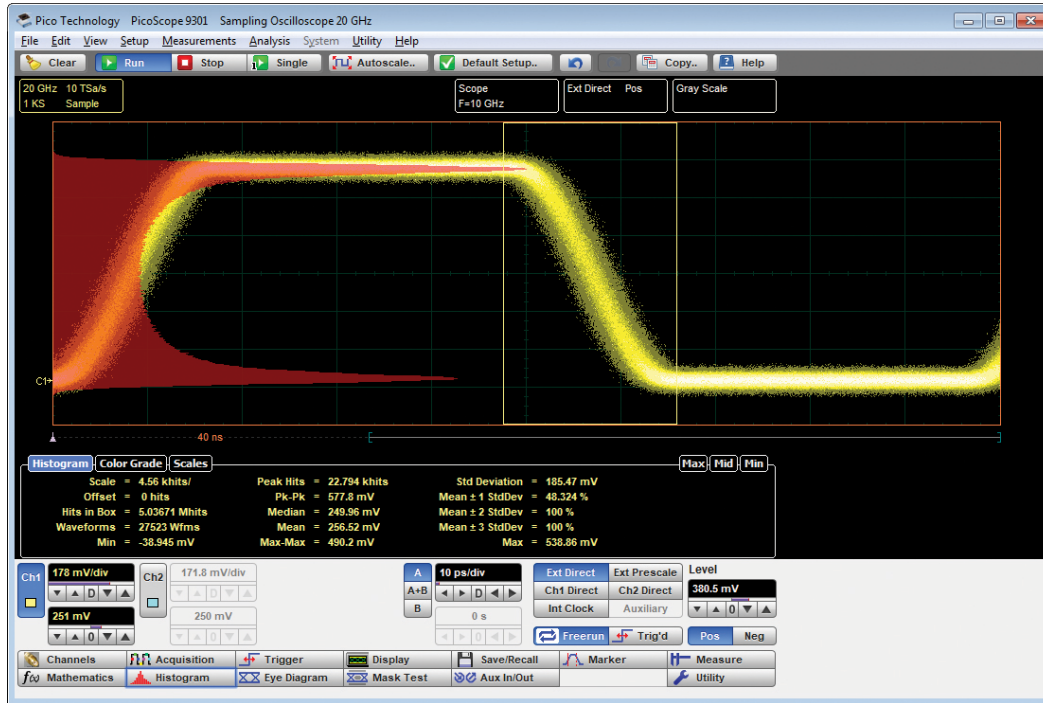 Pico Technology PicoScope 9301 Sampling Oscilloscope 20 GHz
File Edit View Setup Measurements Analysis System Utility Help
Clear Run Stop Single Autoscale.. Default Setup.. Copy.. Help
20 GHz 10 TSa/s
1 KS Sample
Scope
F=10 GHz
Ext Direct Pos
Gray Scale
C1
40 ns
Histogram Color Grade Scales Max Mid Min
Scale = 4.56 khits/ Peak Hits = 22.794 khits Std Deviation = 185.47 mV
Offset = 0 hits Pk-Pk = 577.8 mV Mean ± 1 StdDev = 48.324 %
Hits in Box = 5.03671 Mhits Median = 249.96 mV Mean ± 2 StdDev = 100 %
Waveforms = 27523 Wfms Mean = 256.52 mV Mean ± 3 StdDev = 100 %
Min = -38.945 mV Max-Max = 490.2 mV Max = 538.86 mV
Ch1 178 mV/div Ch2 171.8 mV/div A 10 ps/div Ext Direct Ext Prescale Level
D D A+B D Ch1 Direct Ch2 Direct 380.5 mV
251 mV 250 mV B 0 s Int Clock Auxiliary 0
0 0 0 Freerun Trig'd Pos Neg
Channels Acquisition Trigger Display Save/Recall Marker Measure
f(ω) Mathematics Histogram Eye Diagram Mask Test Aux In/Out Utility